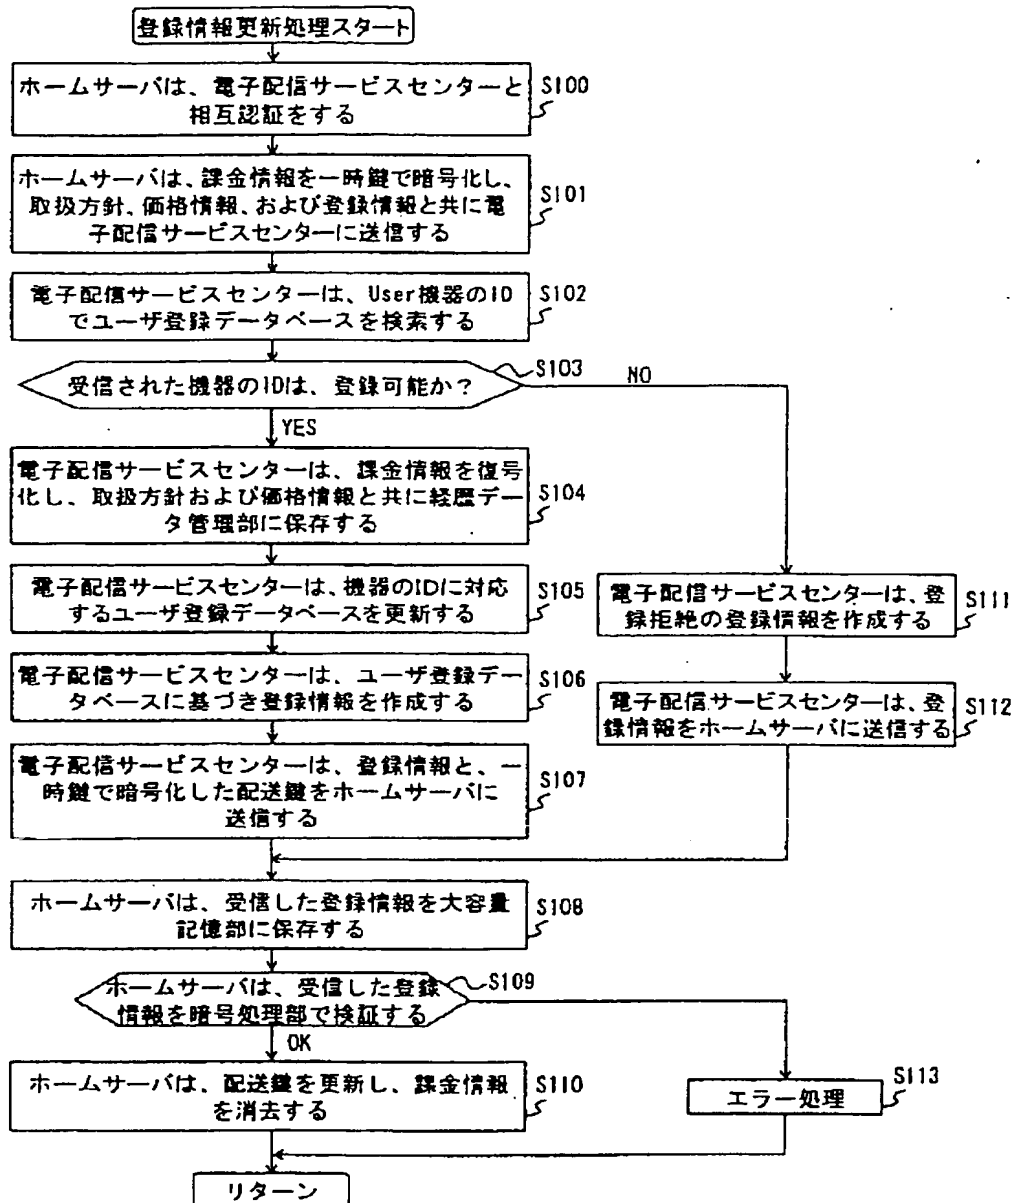 登録情報更新処理スタート
ホームサーバは、電子配信サービスセンターと
相互認証をする
S100
ホームサーバは、課金情報を一時鍵で暗号化し、
取扱方針、価格情報、および登録情報と共に電
子配信サービスセンターに送信する
S101
電子配信サービスセンターは、User機器のID
でユーザ登録データベースを検索する
S102
受信された機器のIDは、登録可能か?
S103
NO
YES
電子配信サービスセンターは、課金情報を復号
化し、取扱方針および価格情報と共に経歴デー
タ管理部に保存する
S104
電子配信サービスセンターは、機器のIDに対応
するユーザ登録データベースを更新する
S105
電子配信サービスセンターは、登
録拒絶の登録情報を作成する
S111
電子配信サービスセンターは、ユーザ登録デー
タベースに基づき登録情報を作成する
S106
電子配信サービスセンターは、登
録情報をホームサーバに送信する
S112
電子配信サービスセンターは、登録情報と、一
時鍵で暗号化した配送鍵をホームサーバに
送信する
S107
ホームサーバは、受信した登録情報を大容量
記憶部に保存する
S108
ホームサーバは、受信した登録
情報を暗号処理部で検証する
S109
OK
ホームサーバは、配送鍵を更新し、課金情報
を消去する
S110
エラー処理
S113
リターン